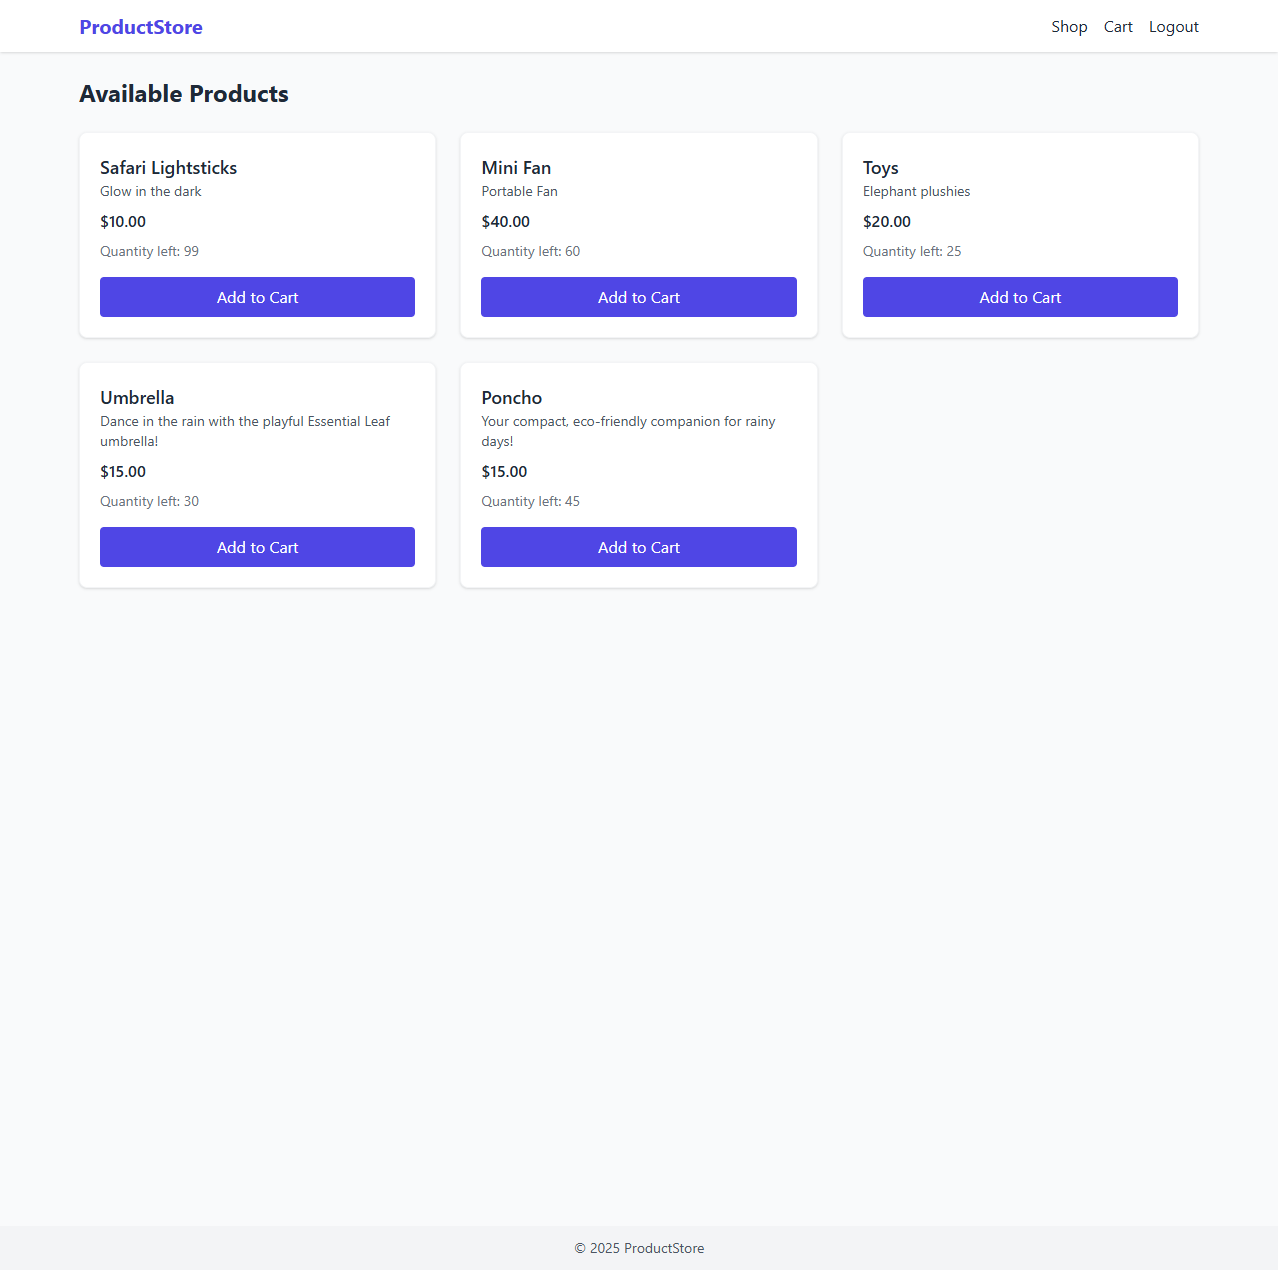 ProductStore
Shop
Cart
Logout
Available Products
Safari Lightsticks
Glow in the dark
$10.00
Quantity left: 99
Add to Cart
Mini Fan
Portable Fan
$40.00
Quantity left: 60
Add to Cart
Toys
Elephant plushies
$20.00
Quantity left: 25
Add to Cart
Umbrella
Dance in the rain with the playful Essential Leaf
umbrella!
$15.00
Quantity left: 30
Add to Cart
Poncho
Your compact, eco-friendly companion for rainy
days!
$15.00
Quantity left: 45
Add to Cart
© 2025 ProductStore